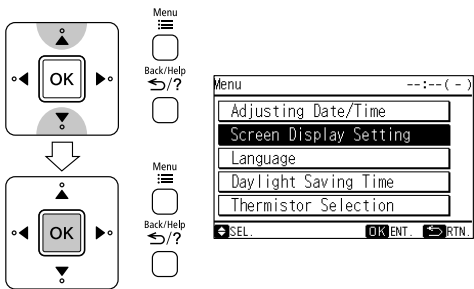 Menu
OK
Back/Help
/?
Menu
OK
Back/Help
/?
Menu --:--( - )
Adjusting Date/Time
Screen Display Setting
Language
Daylight Saving Time
Thermistor Selection
SEL. OK ENT. RTN.